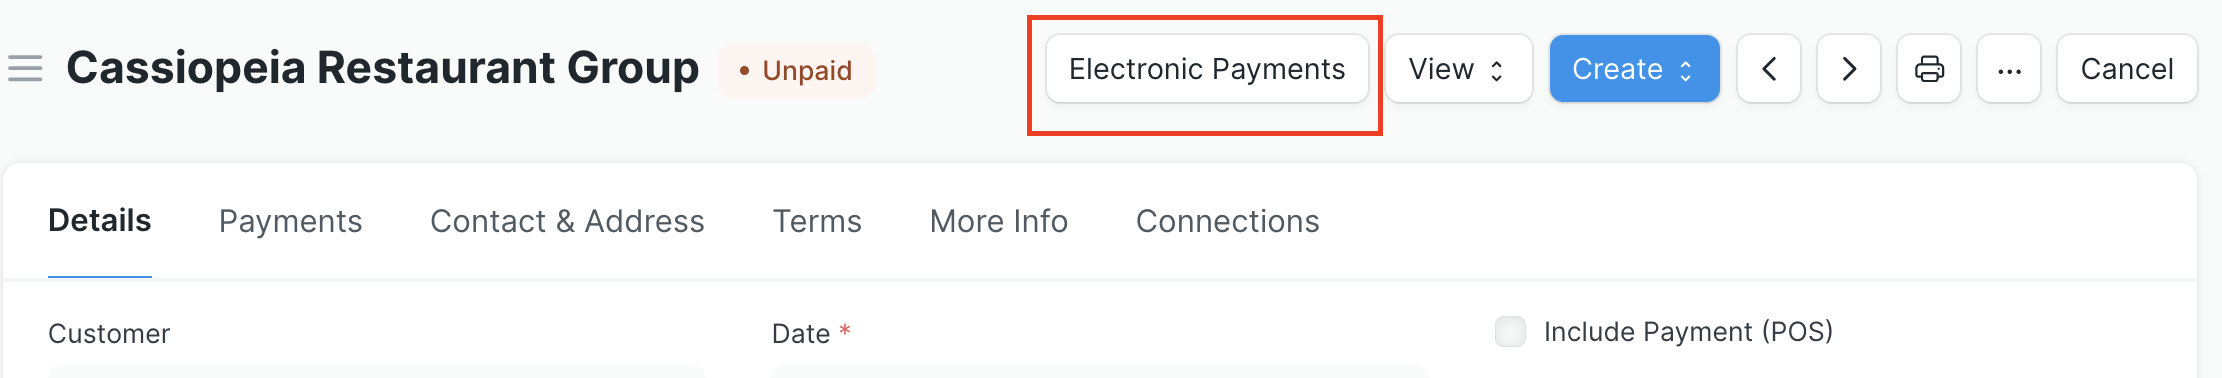 Cassiopeia Restaurant Group • Unpaid Electronic Payments View Create ... Cancel
Details Payments Contact & Address Terms More Info Connections
Customer Date * Include Payment (POS)